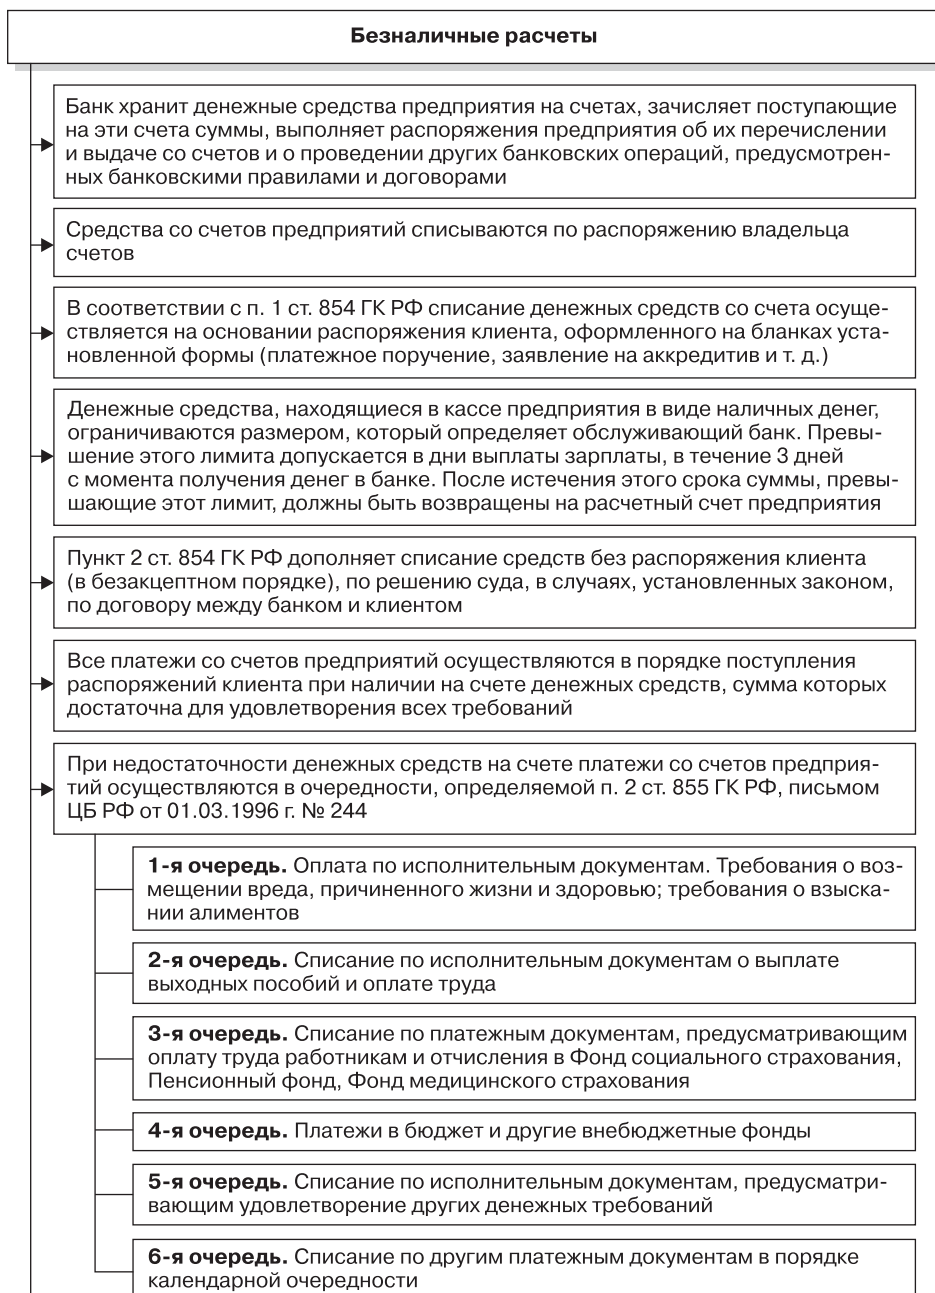 Безналичные расчеты
Банк хранит денежные средства предприятия на счетах, зачисляет поступающие
на эти счета суммы, выполняет распоряжения предприятия об их перечислении
и выдаче со счетов и о проведении других банковских операций, предусмотрен-
ных банковскими правилами и договорами
Средства со счетов предприятий списываются по распоряжению владельца
счетов
В соответствии с п. 1 ст. 854 ГК РФ списание денежных средств со счета осуще-
ствляется на основании распоряжения клиента, оформленного на бланках уста-
новленной формы (платежное поручение, заявление на аккредитив и т. д.)
Денежные средства, находящиеся в кассе предприятия в виде наличных денег,
ограничиваются размером, который определяет обслуживающий банк. Превы-
шение этого лимита допускается в дни выплаты зарплаты, в течение 3 дней
с момента получения денег в банке. После истечения этого срока суммы, превы-
шающие этот лимит, должны быть возвращены на расчетный счет предприятия
Пункт 2 ст. 854 ГК РФ дополняет списание средств без распоряжения клиента
(в безакцептном порядке), по решению суда, в случаях, установленных законом,
по договору между банком и клиентом
Все платежи со счетов предприятий осуществляются в порядке поступления
распоряжений клиента при наличии на счете денежных средств, сумма которых
достаточна для удовлетворения всех требований
При недостаточности денежных средств на счете платежи со счетов предприя-
тий осуществляются в очередности, определяемой п. 2 ст. 855 ГК РФ, письмом
ЦБ РФ от 01.03.1996 г. № 244
1-я очередь. Оплата по исполнительным документам. Требования о воз-
мещении вреда, причиненного жизни и здоровью; требования о взыска-
нии алиментов
2-я очередь. Списание по исполнительным документам о выплате
выходных пособий и оплате труда
3-я очередь. Списание по платежным документам, предусматривающим
оплату труда работникам и отчисления в Фонд социального страхования,
Пенсионный фонд, Фонд медицинского страхования
4-я очередь. Платежи в бюджет и другие внебюджетные фонды
5-я очередь. Списание по исполнительным документам, предусматри-
вающим удовлетворение других денежных требований
6-я очередь. Списание по другим платежным документам в порядке
календарной очередности